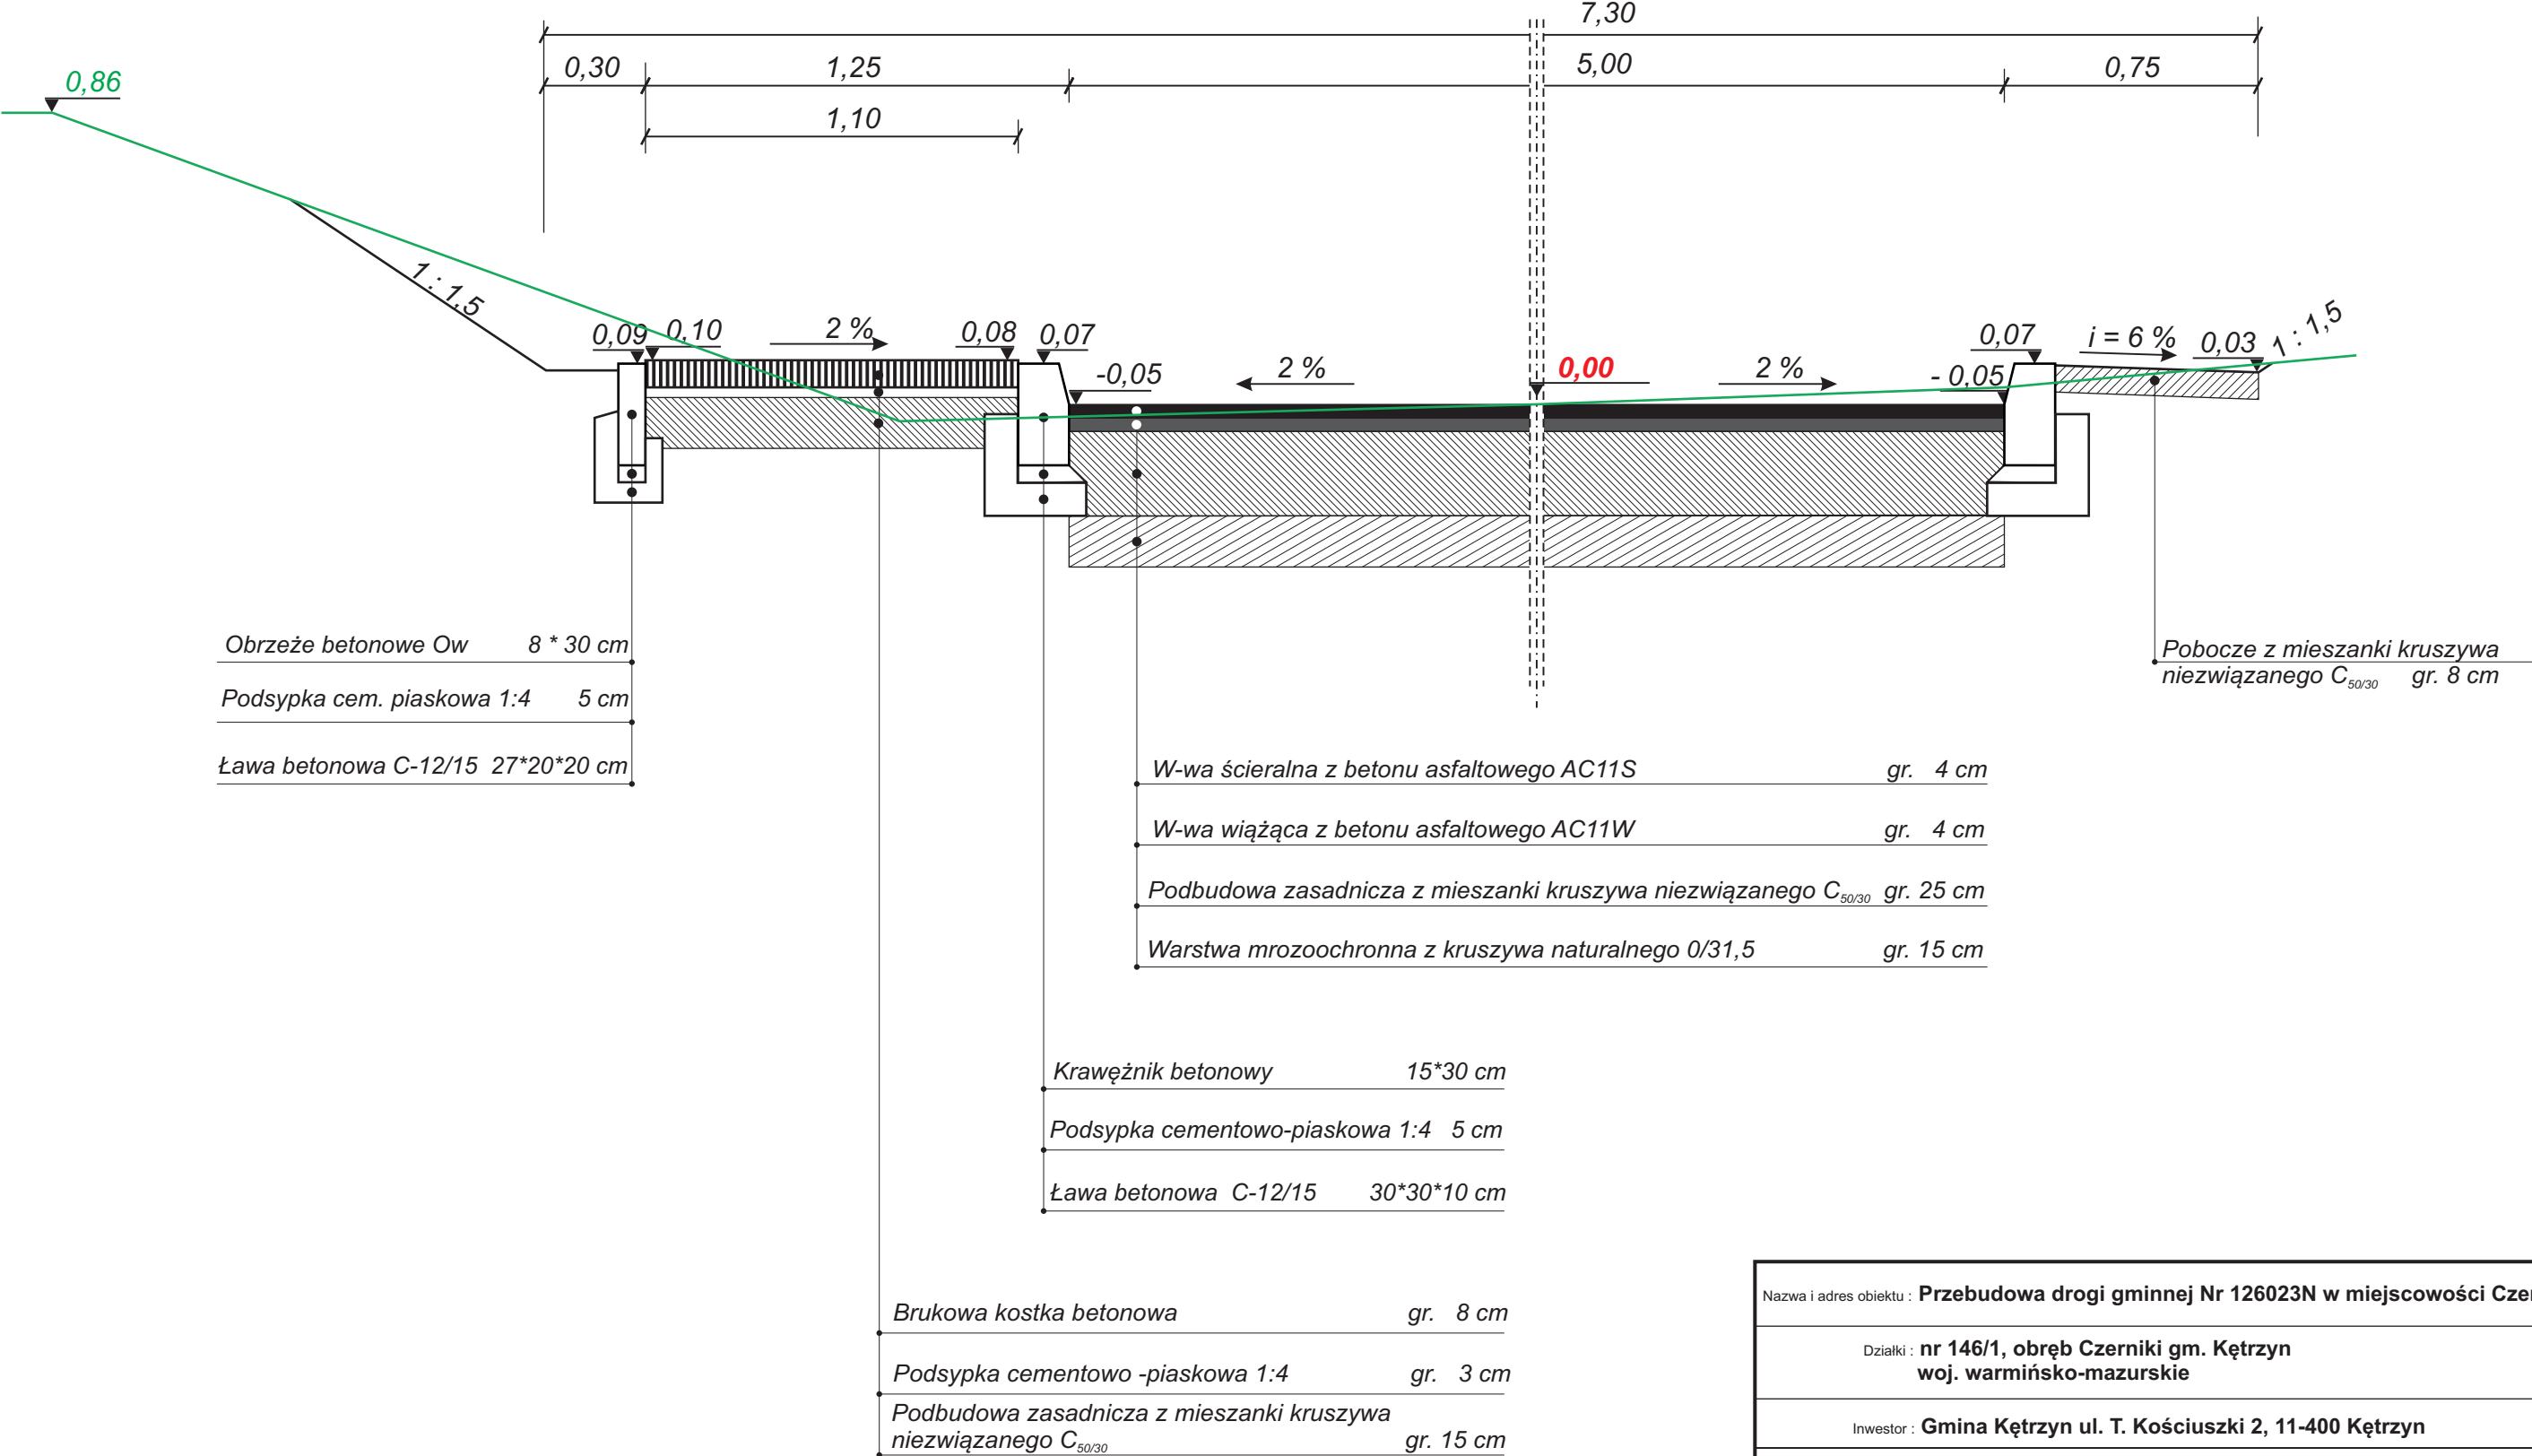 7,30
0,30 1,25 5,00 0,75
0,86
1,10
1 : 1,5
0,09 0,10 2 % 0,08 0,07
-0,05 2 % 0,00 2 % - 0,05
0,07 i = 6 % 0,03 1 : 1,5
Obrzeże betonowe Ow 8 * 30 cm
Podsypka cem. piaskowa 1:4 5 cm
Ława betonowa C-12/15 27*20*20 cm
Pobocze z mieszanki kruszywa
niezwiązanego C50/30 gr. 8 cm
W-wa ścieralna z betonu asfaltowego AC11S gr. 4 cm
W-wa wiążąca z betonu asfaltowego AC11W gr. 4 cm
Podbudowa zasadnicza z mieszanki kruszywa niezwiązanego C50/30 gr. 25 cm
Warstwa mrozoochronna z kruszywa naturalnego 0/31,5 gr. 15 cm
Krawężnik betonowy 15*30 cm
Podsypka cementowo-piaskowa 1:4 5 cm
Ława betonowa C-12/15 30*30*10 cm
Brukowa kostka betonowa gr. 8 cm
Podsypka cementowo -piaskowa 1:4 gr. 3 cm
Podbudowa zasadnicza z mieszanki kruszywa
niezwiązanego C50/30 gr. 15 cm
Nazwa i adres obiektu : Przebudowa drogi gminnej Nr 126023N w miejscowości
Działki : nr 146/1, obręb Czerniki gm. Kętrzyn
woj. warmińsko-mazurskie
Inwestor : Gmina Kętrzyn ul. T. Kościuszki 2, 11-400 Kętrzyn